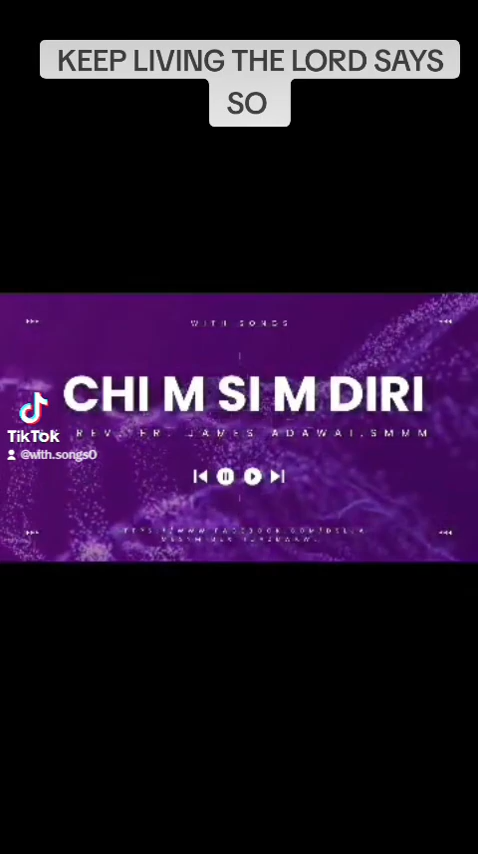 KEEP LIVING THE LORD SAYS
SO
WITH SONGS
CHI M SI M DIRI
REV. FR. JAMES ADAWAI.SMMM
TikTok
@with.songs0